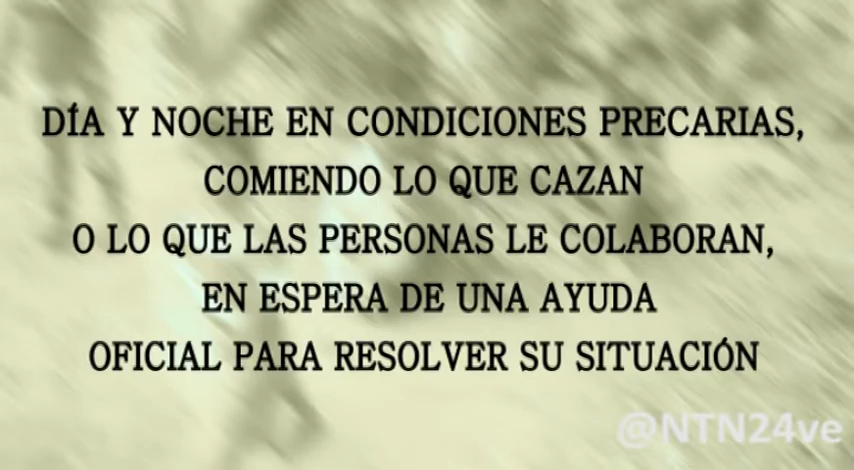 DÍA Y NOCHE EN CONDICIONES PRECARIAS,
COMIENDO LO QUE CAZAN
O LO QUE LAS PERSONAS LE COLABORAN,
EN ESPERA DE UNA AYUDA
OFICIAL PARA RESOLVER SU SITUACIÓN
@NTN24ve